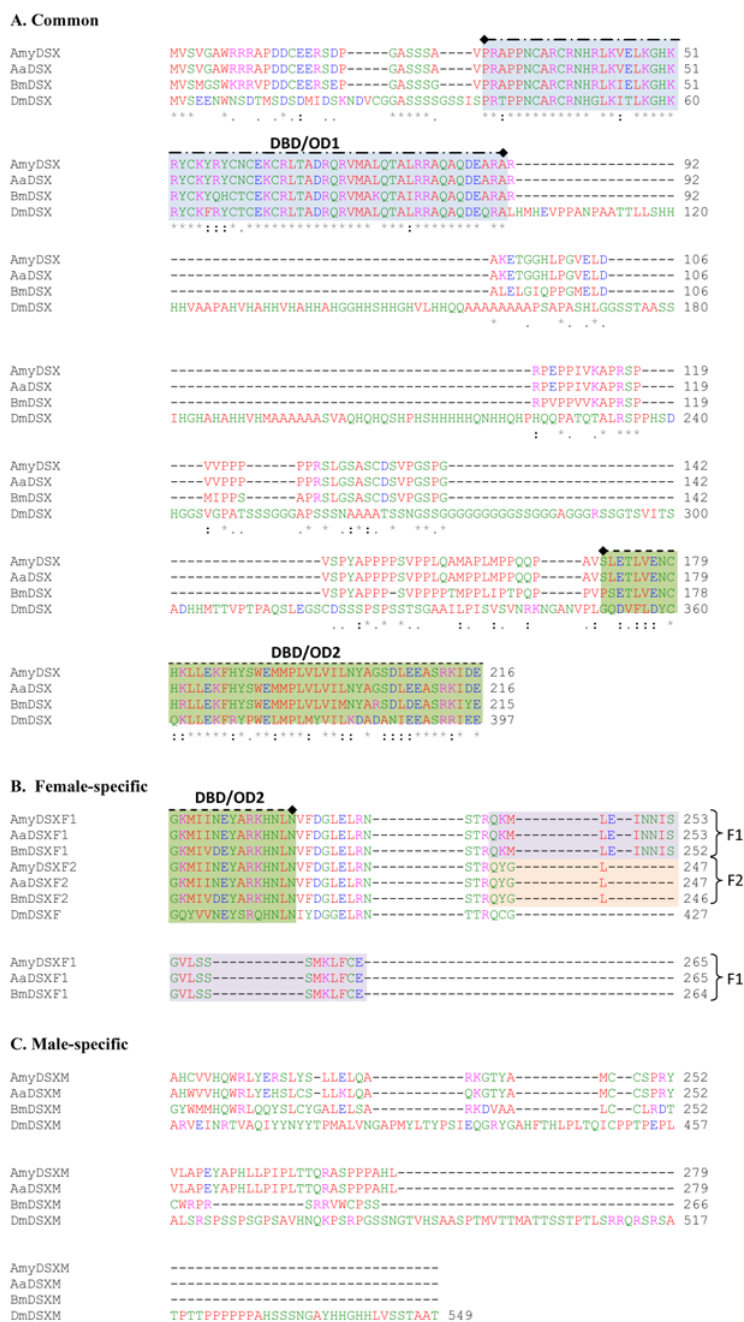 A. Common
AmyDSX MVSVGAWRRRAPDDCEERSDP-----GASSSA----VPRAPPNCARCRNHRLKVELKGHK 51
AaDSX MVSVGAWRRRAPDDCEERSDP-----GASSSA----VPRAPPNCARCRNHRLKVELKGHK 51
BmDSX MVSMGSWKRRVPDDCEERSEP-----GASSSG----VPRAPPNCARCRNHRLKVELKGHK 51
DmDSX MVSEENWNSDTMSDSDMIDSKNDVCGGASSSSGSSISPRTPPNCARCRNHGLKITLKGHK 60
DBD/OD1
AmyDSX RYCKYRYCNCEKCRLTADRQRVMALQTALRRAQAQDEARAR------------------- 92
AaDSX RYCKYRYCNCEKCRLTADRQRVMALQTALRRAQAQDEARAR------------------- 92
BmDSX RYCKYQHCTCEKCRLTADRQRVMAKQTAIRRAQAQDEARAR------------------- 92
DmDSX RYCKFRYCTCEKCRLTADRQRVMALQTALRRAQAQDEQRALHMHEVPPANPAATTLLSHH 120
AmyDSX --------------------------------------AKETGGHLPGVELD-------- 106
AaDSX --------------------------------------AKETGGHLPGVELD-------- 106
BmDSX --------------------------------------ALELGIQPPGMELD-------- 106
DmDSX HHVAAPAHVHAHHVHAHHAHGGHHSHHGHVLHHQQAAAAAAAAPSAPASHLGGSSTAASS 180
AmyDSX -------------------------------------------RPEPPIVKAPRSP---- 119
AaDSX -------------------------------------------RPEPPIVKAPRSP---- 119
BmDSX -------------------------------------------RPVPPVVKAPRSP---- 119
DmDSX IHGHAHAHHVHMAAAAAASVAQHQHQSHPHSHHHHHQNHHQHPHQQPATQTALRSPPHSD 240
AmyDSX ----VVPPP------PPRSLGSASCDSVPGSPG--------------------------- 142
AaDSX ----VVPPP------PPRSLGSASCDSVPGSPG--------------------------- 142
BmDSX ----MIPPS------APRSLGSASCDSVPGSPG--------------------------- 142
DmDSX HGGSVGPATSSSGGGAPSSSNAAAATSSNGSSGGGGGGGGGSSGGGAGGGRSSGTSVITS 300
AmyDSX ------------------VSPYAPPPPSVPPLQAMAPLMPPQQP-----AVSLETLVENC 179
AaDSX ------------------VSPYAPPPPSVPPLQAMPPLMPPQQP-----AVSLETLVENC 179
BmDSX ------------------VSPYAPPP-SVPPPTMPPLIPTPQP------PVPSETLVENC 178
DmDSX ADHHMTTVPTPAQSLEGSCDSSSPSPSSTSGAAILPISVSVNRKNGANVPLGQDVFLDYC 360
DBD/OD2
AmyDSX HKLLEKFHYSWEMMPLVLVILNYAGSDLEEASRKIDE 216
AaDSX HKLLEKFHYSWEMMPLVLVILNYAGSDLEEASRKIDE 216
BmDSX HRLLEKFHYSWEMMPLVLVIMNYARSDLDEASRKIYE 215
DmDSX QKLLEKFRYPWELMPLMYVILKDADANIEEASRRIEE 397
B. Female-specific
DBD/OD2
AmyDSXF1 GKMIINEYARKHNLNVFDGLELRN------------STRQKM----------LE-INNIS 253
AaDSXF1 GKMIINEYARKHNLNVFDGLELRN------------STRQKM----------LE-INNIS 253
BmDSXF1 GKMIVDEYARKHNLNVFDGLELRN------------STRQKM----------LE-INNIS 252
F1
AmyDSXF2 GKMIINEYARKHNLNVFDGLELRN------------STRQYG----------L------- 247
AaDSXF2 GKMIINEYARKHNLNVFDGLELRN------------STRQYG----------L------- 247
BmDSXF2 GKMIVDEYARKHNLNVFDGLELRN------------STRQYG----------L------- 246
F2
DmDSXF GQYVVNEYSRQHNLNIYDGGELRN------------TTRQCG------------------ 427
AmyDSXF1 GVLSS-----------SMKLFCE------------------------------------- 265
AaDSXF1 GVLSS-----------SMKLFCE------------------------------------- 265
BmDSXF1 GVLSS-----------SMKLFCE------------------------------------- 264
F1
C. Male-specific
AmyDSXM AHCVVHQWRLYERSLYS-LLELQA-----------RKGTYA----------MC--CSPRY 252
AaDSXM AHWVVHQWRLYEHSLCS-LLKLQA-----------QKGTYA----------MC--CSPRY 252
BmDSXM GYWMMHQWRLQQYSLCYGALELSA-----------RKDVAA----------LC--CLRDT 252
DmDSXM ARVEINRTVAQIYYNYYTPMALVNGAPMYLTYPSIEQGRYGAHFTHLPLTQICPPTPEPL 457
AmyDSXM VLAPEYAPHLLPIPLTTQRASPPPAHL--------------------------------- 279
AaDSXM VLAPEYAPHLLPIPLTTQRASPPPAHL--------------------------------- 279
BmDSXM CWRPR-------SRRVWCPSS--------------------------------------- 266
DmDSXM ALSRSPSSPSGPSAVHNQKPSRPGSSNGTVHSAASPTMVTTMATTSSTPTLSRRQRSRSA 517
AmyDSXM --------------------------------
AaDSXM --------------------------------
BmDSXM --------------------------------
DmDSXM TPTTPPPPPPAHSSSNGAYHHGHHLVSSTAAT 549